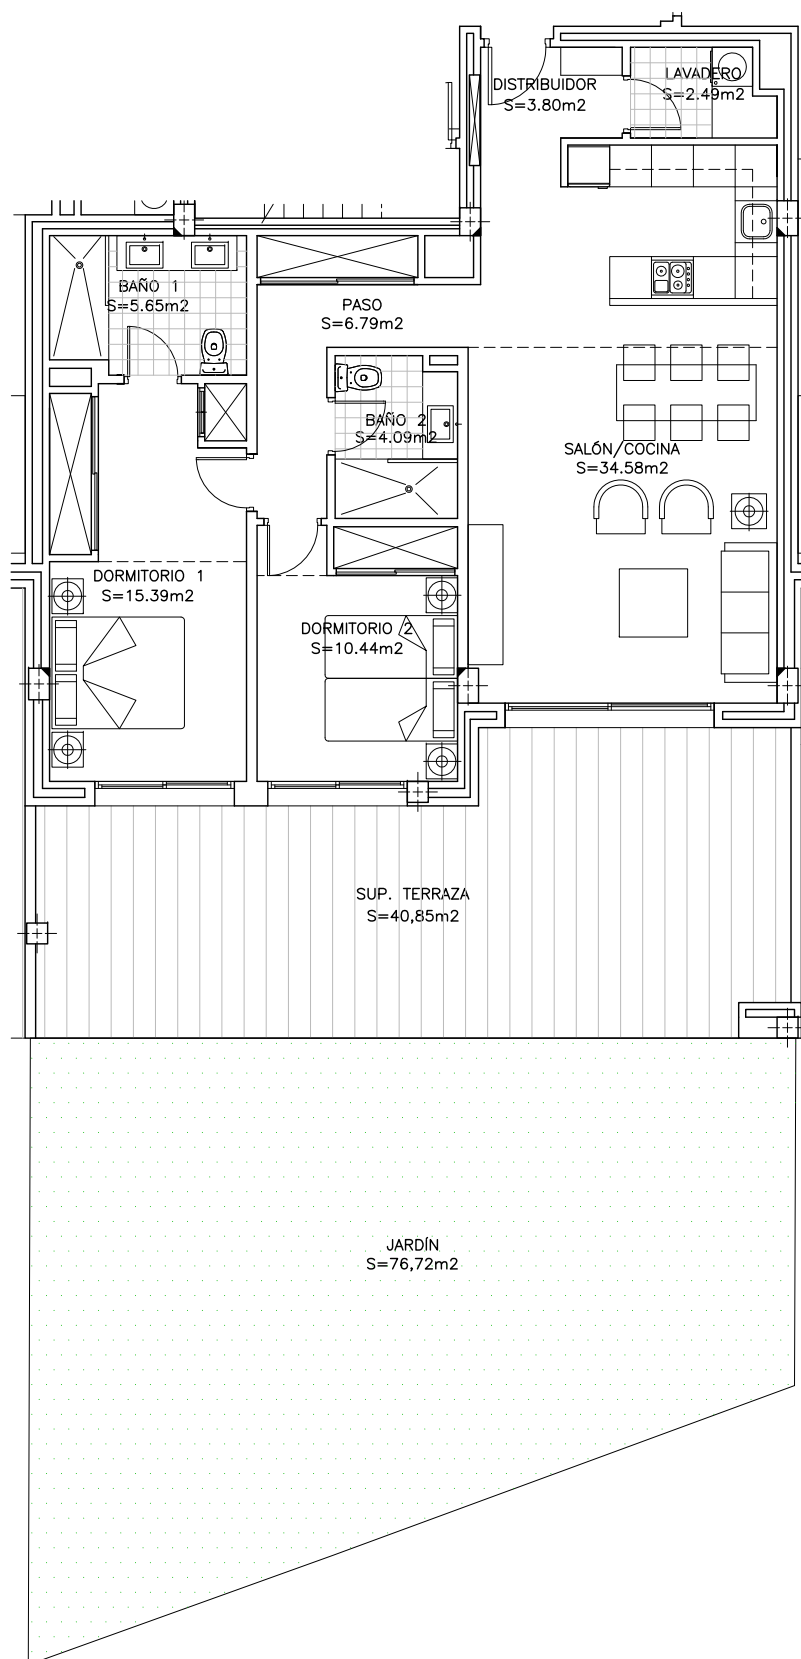 DISTRIBUIDOR
S=3.80m2
LAVADERO
S=2.49m2
BAÑO 1
S=5.65m2
PASO
S=6.79m2
BAÑO 2
S=4.09m2
SALÓN/COCINA
S=34.58m2
DORMITORIO 1
S=15.39m2
DORMITORIO 2
S=10.44m2
SUP. TERRAZA
S=40,85m2
JARDÍN
S=76,72m2